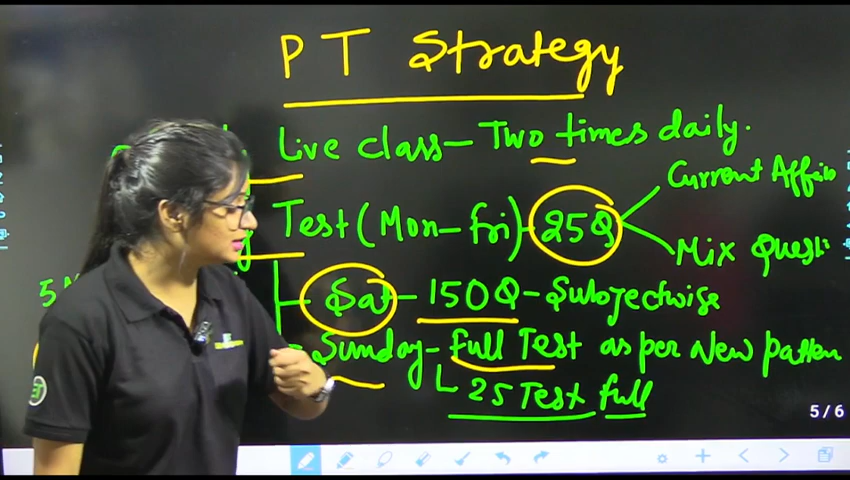 PT Strategy
Live class - Two times daily.
Current Affairs
Test (Mon - Fri) - 25Q
Mix Questi
Sat - 150Q - Subjectwise
Sunday - Full Test as per New pattern
25 Test full
5/6